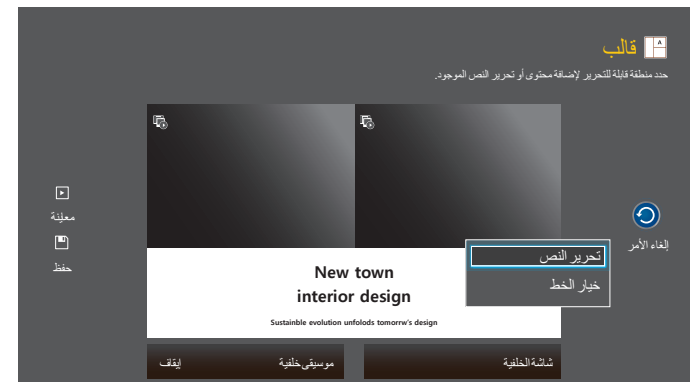 قالب
حدد منطقة قابلة للتحرير لإضافة محتوى أو تحرير النص الموجود.
إلغاء الأمر
تحرير النص
خيار الخط
New town
interior design
Sustainble evolution unfolods tomorrw's design
معاينة
حفظ
شاشة الخلفية
موسيقى خلفية
إيقاف